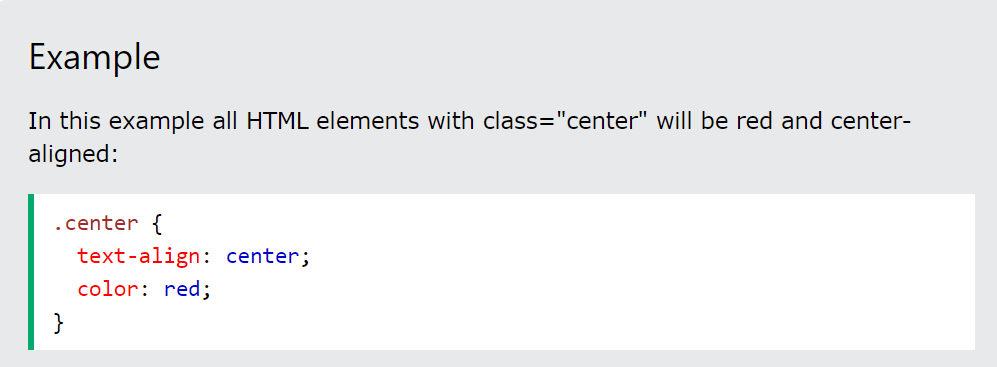 Example
In this example all HTML elements with class="center" will be red and center-
aligned:
.center {
  text-align: center;
  color: red;
}